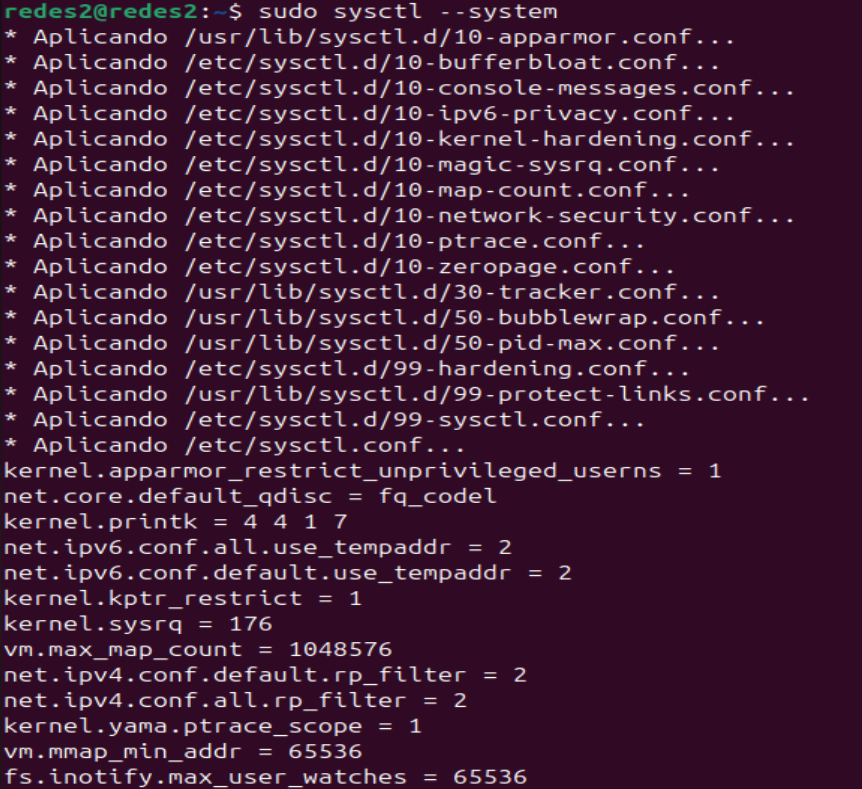 redes2@redes2:~$ sudo sysctl --system
* Aplicando /usr/lib/sysctl.d/10-apparmor.conf...
* Aplicando /etc/sysctl.d/10-bufferbloat.conf...
* Aplicando /etc/sysctl.d/10-console-messages.conf...
* Aplicando /etc/sysctl.d/10-ipv6-privacy.conf...
* Aplicando /etc/sysctl.d/10-kernel-hardening.conf...
* Aplicando /etc/sysctl.d/10-magic-sysrq.conf...
* Aplicando /etc/sysctl.d/10-map-count.conf...
* Aplicando /etc/sysctl.d/10-network-security.conf...
* Aplicando /etc/sysctl.d/10-ptrace.conf...
* Aplicando /etc/sysctl.d/10-zeropage.conf...
* Aplicando /usr/lib/sysctl.d/30-tracker.conf...
* Aplicando /usr/lib/sysctl.d/50-bubblewrap.conf...
* Aplicando /usr/lib/sysctl.d/50-pid-max.conf...
* Aplicando /etc/sysctl.d/99-hardening.conf...
* Aplicando /usr/lib/sysctl.d/99-protect-links.conf...
* Aplicando /etc/sysctl.d/99-sysctl.conf...
* Aplicando /etc/sysctl.conf...
kernel.apparmor_restrict_unprivileged_userns = 1
net.core.default_qdisc = fq_codel
kernel.printk = 4 4 1 7
net.ipv6.conf.all.use_tempaddr = 2
net.ipv6.conf.default.use_tempaddr = 2
kernel.kptr_restrict = 1
kernel.sysrq = 176
vm.max_map_count = 1048576
net.ipv4.conf.default.rp_filter = 2
net.ipv4.conf.all.rp_filter = 2
kernel.yama.ptrace_scope = 1
vm.mmap_min_addr = 65536
fs.inotify.max_user_watches = 65536